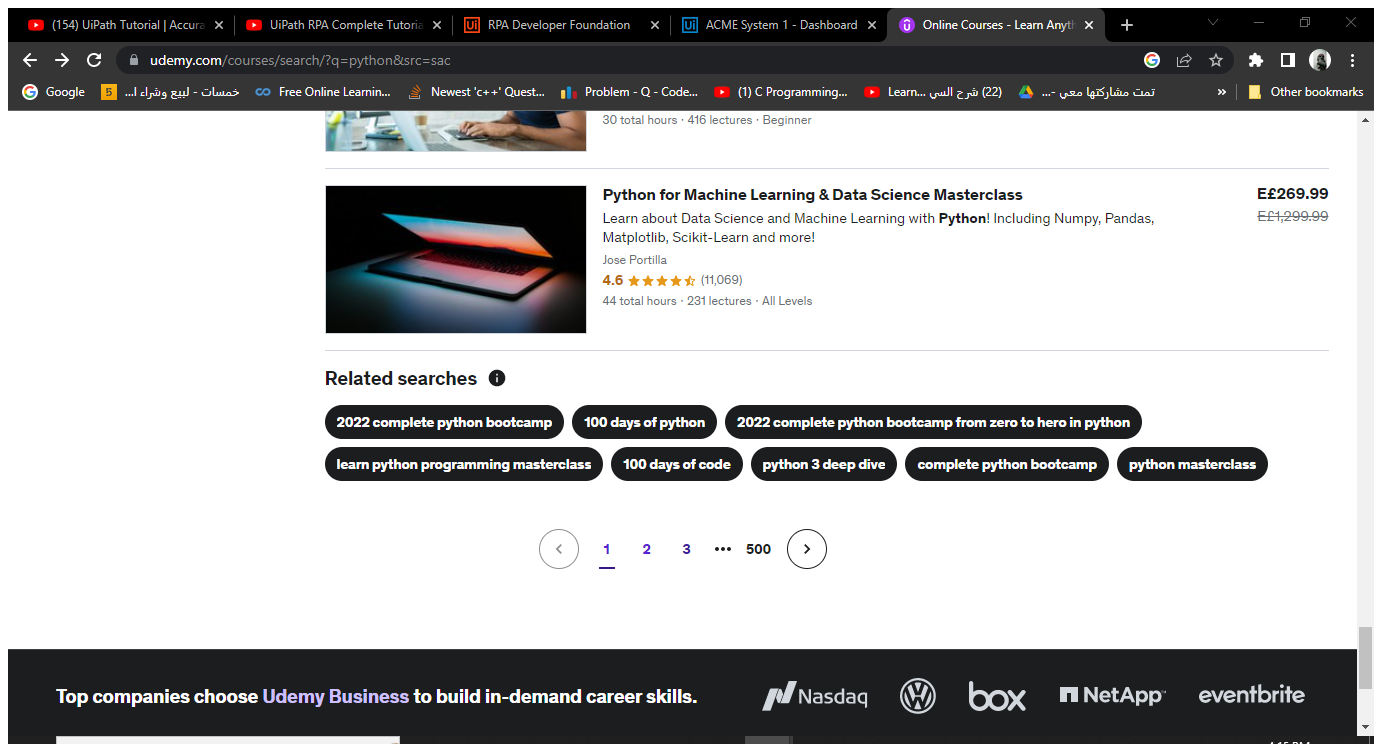 (154) UiPath Tutorial | Accura
UiPath RPA Complete Tutoria
RPA Developer Foundation
ACME System 1 - Dashboard
Online Courses - Learn Anyth
udemy.com/courses/search/?q=python&src=sac
Google
5
خمسات - لبيع وشراء ا...
Free Online Learnin...
Newest 'c++' Quest...
Problem - Q - Code...
(1) C Programming...
(22) شرح السي Learn...
تمت مشاركتها معي -...
»
Other bookmarks
30 total hours · 416 lectures · Beginner
Python for Machine Learning & Data Science Masterclass
E£269.99
Learn about Data Science and Machine Learning with Python! Including Numpy, Pandas,
E£1,299.99
Matplotlib, Scikit-Learn and more!
Jose Portilla
4.6 (11,069)
44 total hours · 231 lectures · All Levels
Related searches
2022 complete python bootcamp
100 days of python
2022 complete python bootcamp from zero to hero in python
learn python programming masterclass
100 days of code
python 3 deep dive
complete python bootcamp
python masterclass
1 2 3 ••• 500
Top companies choose Udemy Business to build in-demand career skills.
Nasdaq
box
NetApp
eventbrite